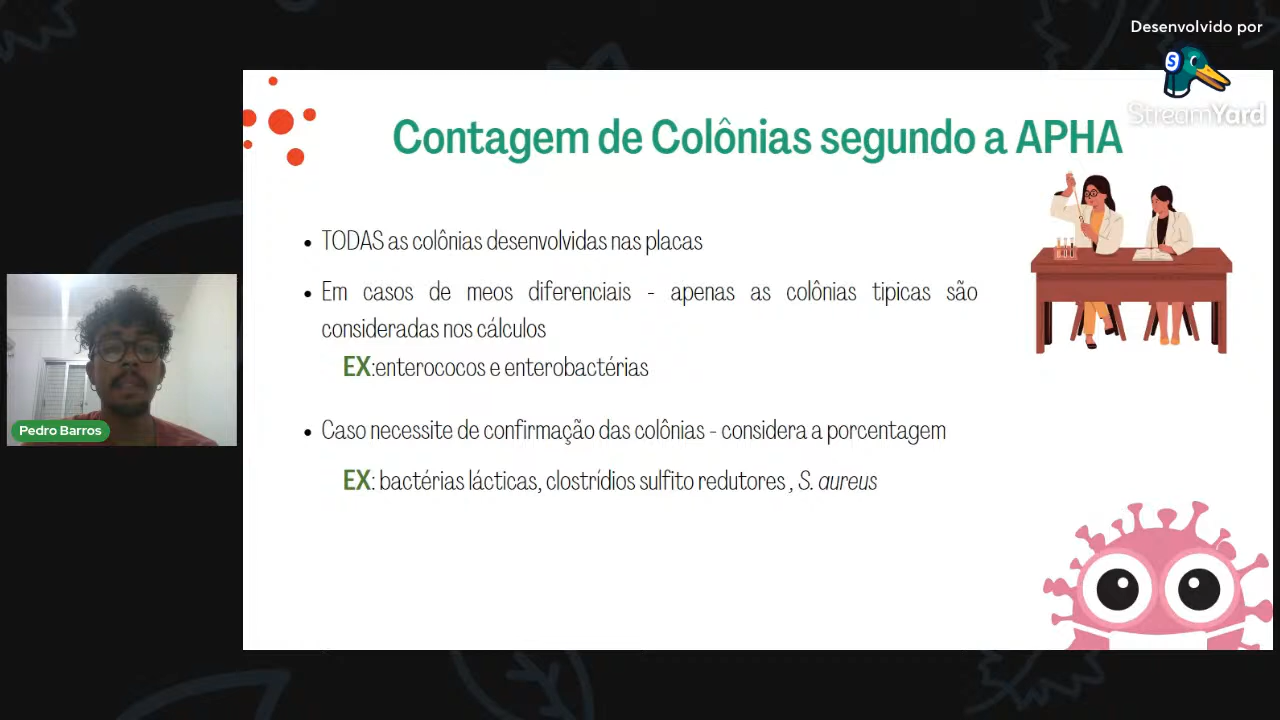 Desenvolvido por
S
StreamYard
Contagem de Colônias segundo a APHA
• TODAS as colônias desenvolvidas nas placas
• Em casos de meos diferenciais - apenas as colônias tipicas são
consideradas nos cálculos
EX:enterococos e enterobactérias
• Caso necessite de confirmação das colônias - considera a porcentagem
EX: bactérias lácticas, clostrídios sulfito redutores , S. aureus
Pedro Barros